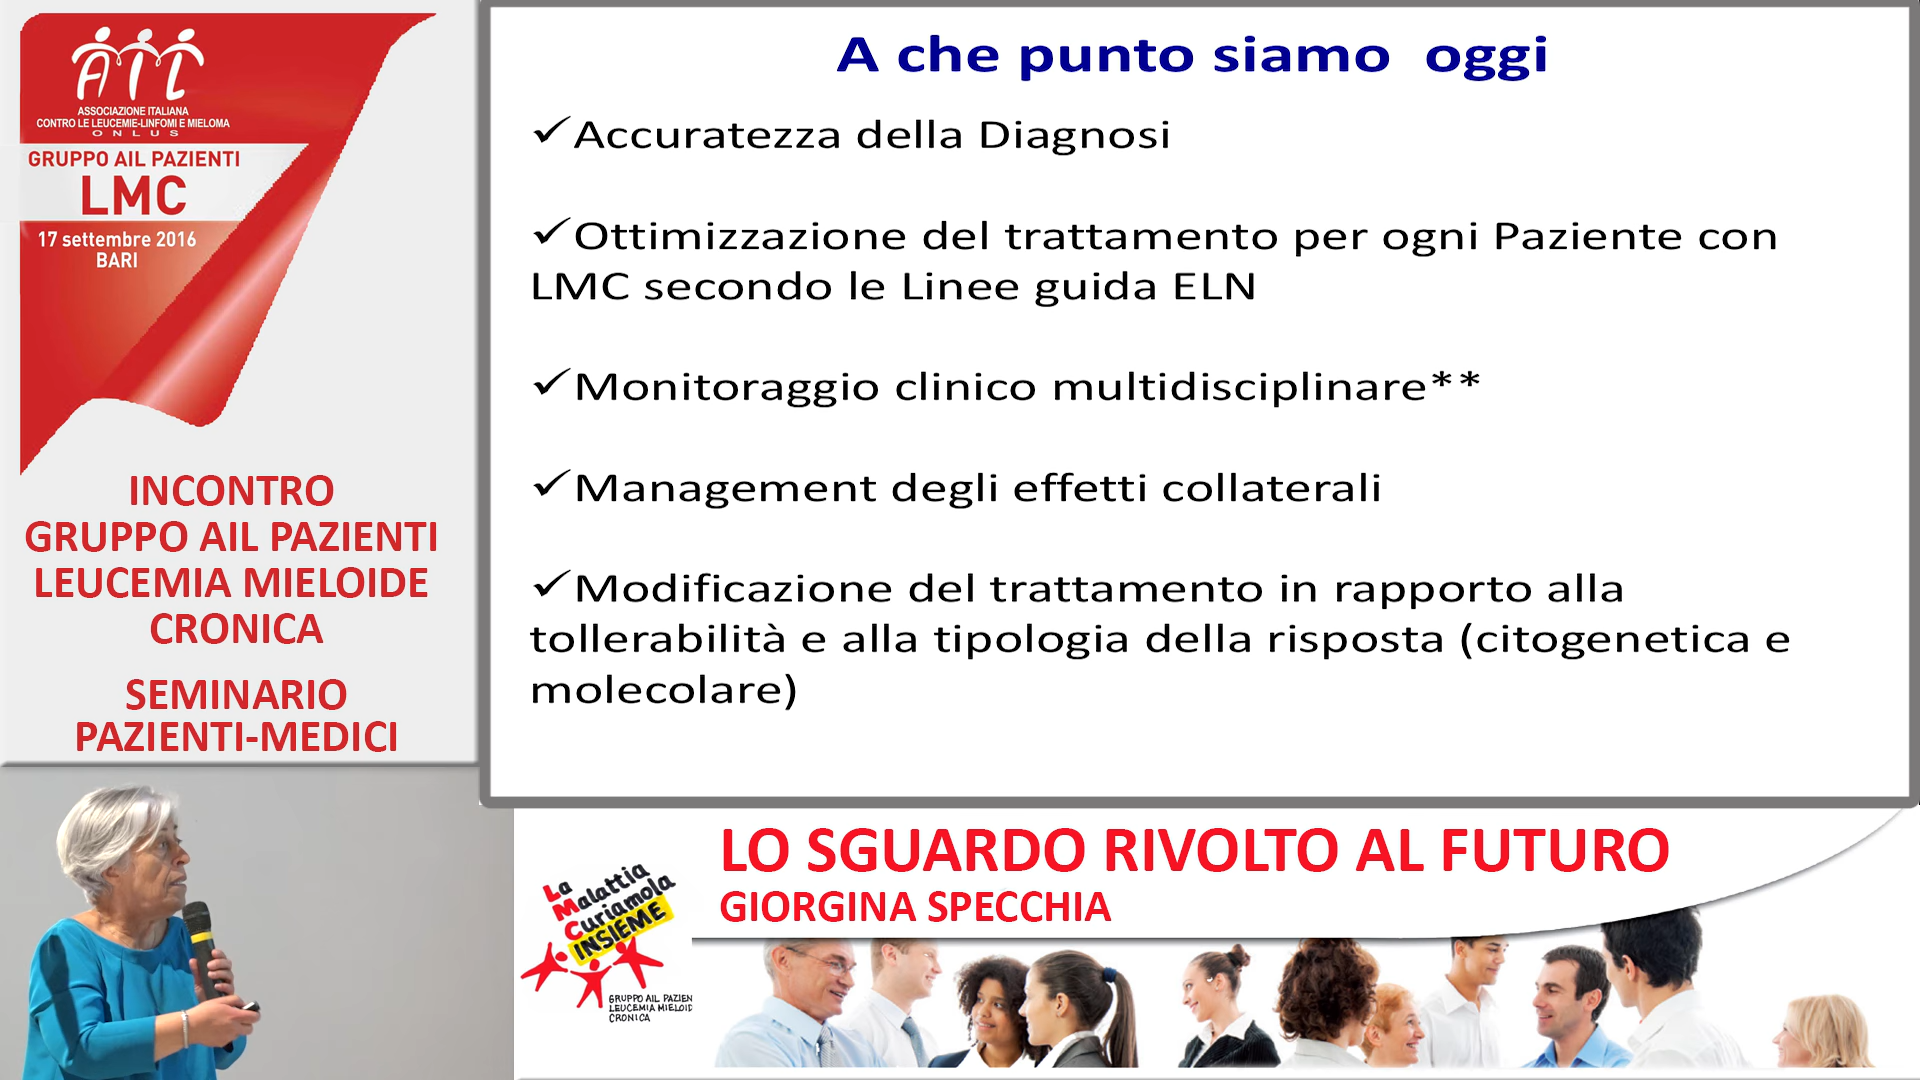 AIL
ASSOCIAZIONE ITALIANA
CONTRO LE LEUCEMIE-LINFOMI E MIELOMA
ONLUS
GRUPPO AIL PAZIENTI
LMC
17 settembre 2016
BARI
INCONTRO
GRUPPO AIL PAZIENTI
LEUCEMIA MIELOIDE
CRONICA
SEMINARIO
PAZIENTI-MEDICI
A che punto siamo oggi
✓Accuratezza della Diagnosi
✓Ottimizzazione del trattamento per ogni Paziente con
LMC secondo le Linee guida ELN
✓Monitoraggio clinico multidisciplinare**
✓Management degli effetti collaterali
✓Modificazione del trattamento in rapporto alla
tollerabilità e alla tipologia della risposta (citogenetica e
molecolare)
LO SGUARDO RIVOLTO AL FUTURO
GIORGINA SPECCHIA
La
Malattia
Curiamola
INSIEME
GRUPPO AIL PAZIEN
LEUCEMIA MIELOID
CRONICA